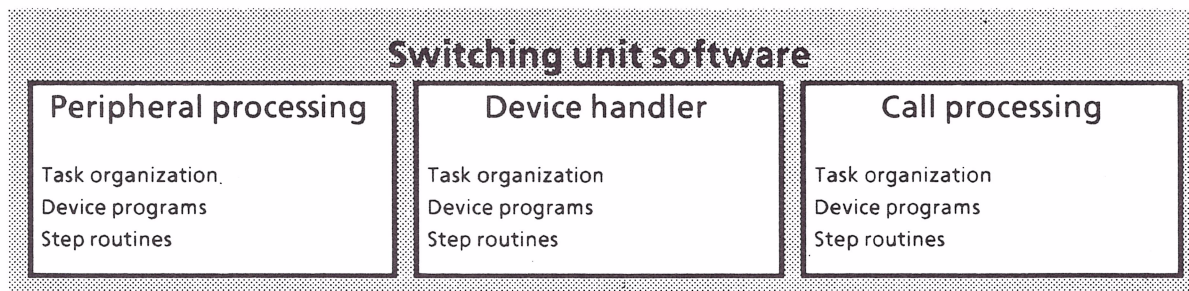 Switching unit software
Peripheral processing
Task organization
Device programs
Step routines
Device handler
Task organization
Device programs
Step routines
Call processing
Task organization
Device programs
Step routines